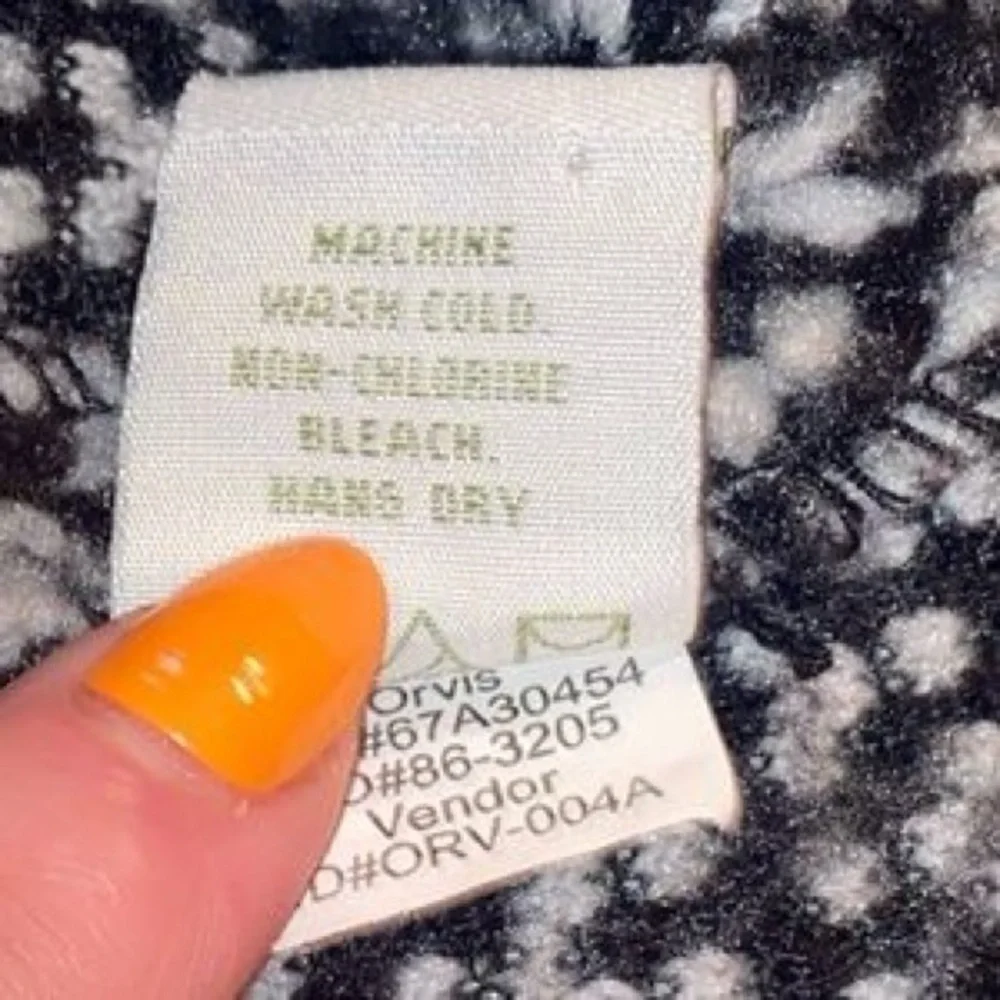 MACHINE
WASH COLD.
NON-CHLORINE
BLEACH.
HANG DRY
Orvis
#67A30454
D#86-3205
Vendor
D#ORV-004A